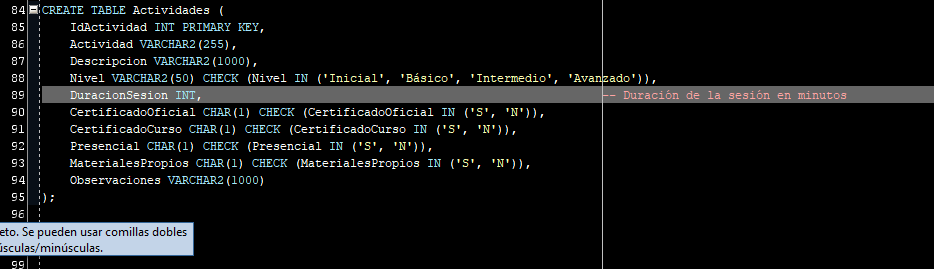 84 CREATE TABLE Actividades (
85 IdActividad INT PRIMARY KEY,
86 Actividad VARCHAR2(255),
87 Descripcion VARCHAR2(1000),
88 Nivel VARCHAR2(50) CHECK (Nivel IN ('Inicial', 'Básico', 'Intermedio', 'Avanzado')),
89 DuracionSesion INT, -- Duración de la sesión en minutos
90 CertificadoOficial CHAR(1) CHECK (CertificadoOficial IN ('S', 'N')),
91 CertificadoCurso CHAR(1) CHECK (CertificadoCurso IN ('S', 'N')),
92 Presencial CHAR(1) CHECK (Presencial IN ('S', 'N')),
93 MaterialesPropios CHAR(1) CHECK (MaterialesPropios IN ('S', 'N')),
94 Observaciones VARCHAR2(1000)
95 );
96
eto. Se pueden usar comillas dobles
úsculas/minúsculas.
99